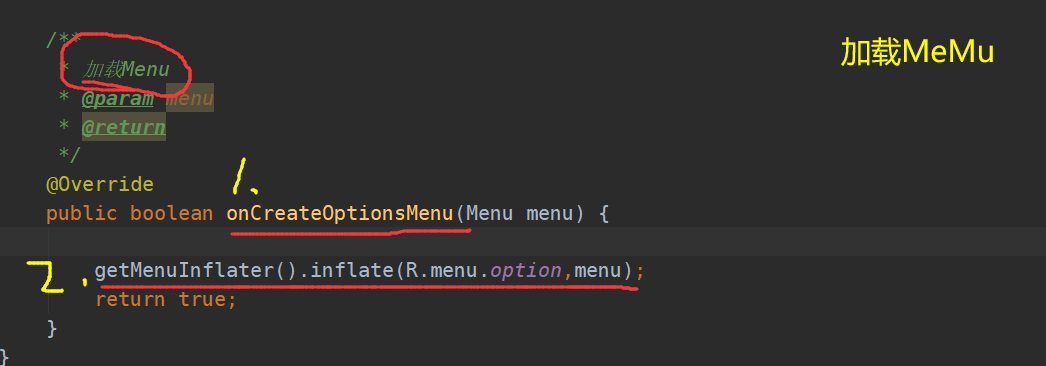 /**
加载MeMu
* 加载Menu
* @param menu
* @return
*/
@Override
1.
public boolean onCreateOptionsMenu(Menu menu) {
2.
getMenuInflater().inflate(R.menu.option,menu);
return true;
}
}